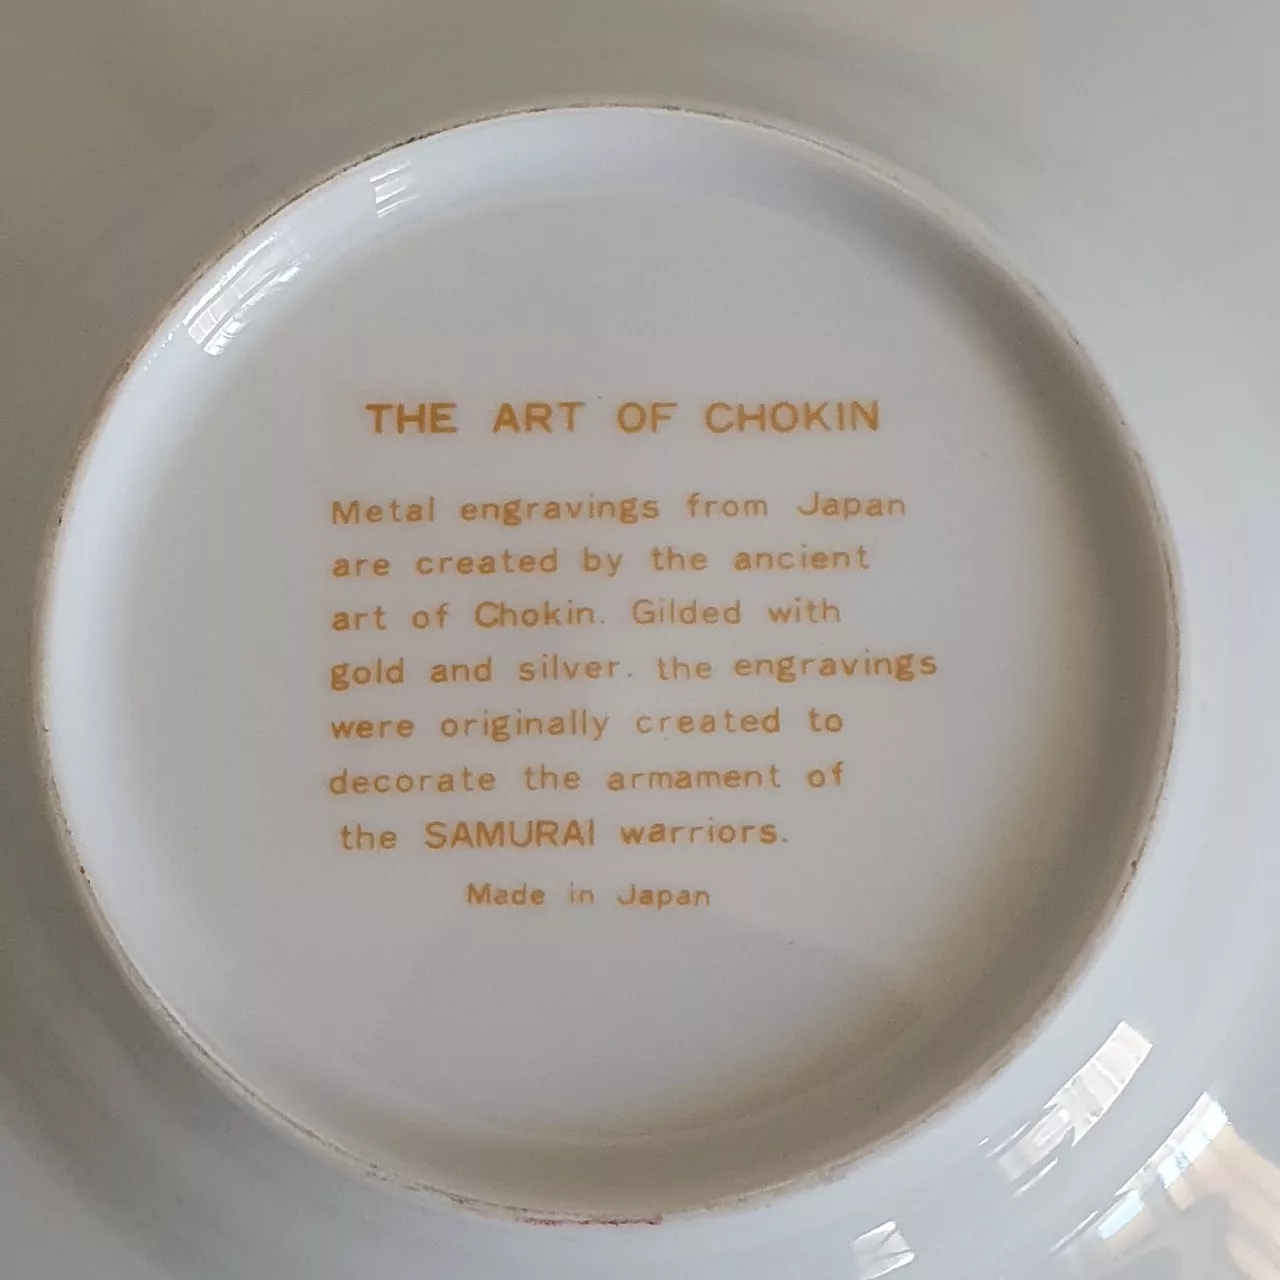 THE ART OF CHOKIN
Metal engravings from Japan
are created by the ancient
art of Chokin. Gilded with
gold and silver. the engravings
were originally created to
decorate the armament of
the SAMURAI warriors.
Made in Japan